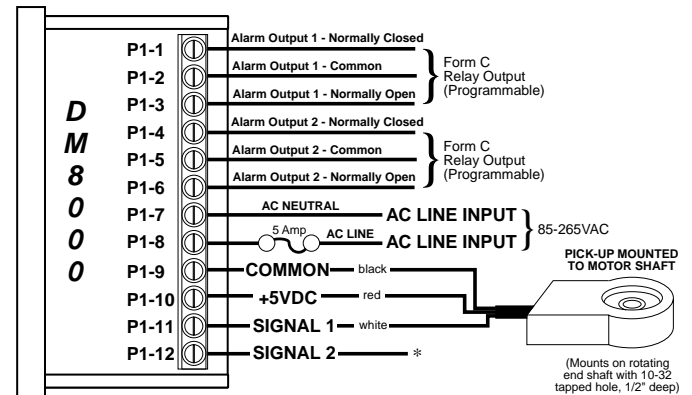 DM8000
P1-1 Alarm Output 1 - Normally Closed
P1-2 Alarm Output 1 - Common
P1-3 Alarm Output 1 - Normally Open
Form C
Relay Output
(Programmable)
P1-4 Alarm Output 2 - Normally Closed
P1-5 Alarm Output 2 - Common
P1-6 Alarm Output 2 - Normally Open
Form C
Relay Output
(Programmable)
P1-7 AC NEUTRAL AC LINE INPUT
P1-8 5 Amp AC LINE AC LINE INPUT
85-265VAC
P1-9 COMMON black
P1-10 +5VDC red
P1-11 SIGNAL 1 white
P1-12 SIGNAL 2 *
PICK-UP MOUNTED
TO MOTOR SHAFT
(Mounts on rotating
end shaft with 10-32
tapped hole, 1/2" deep)